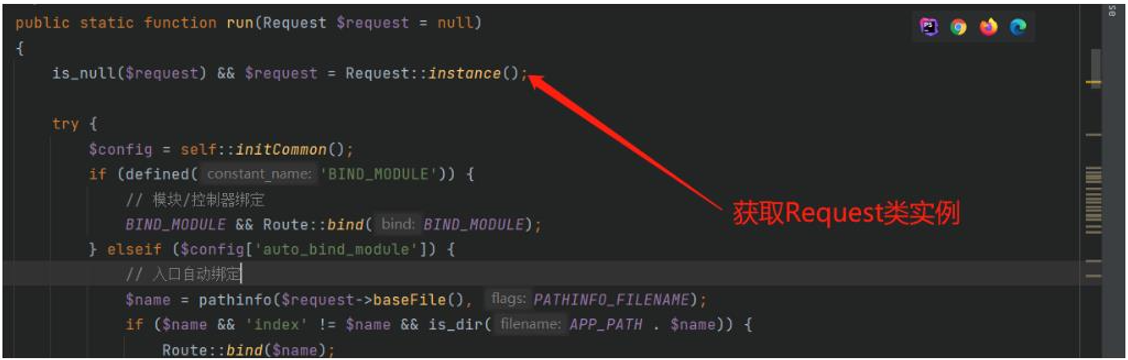 public static function run(Request $request = null)
{
is_null($request) && $request = Request::instance();
try {
$config = self::initCommon();
if (defined( constant_name: 'BIND_MODULE')) {
// 模块/控制器绑定
BIND_MODULE && Route::bind( bind: BIND_MODULE);
} elseif ($config['auto_bind_module']) {
// 入口自动绑定
$name = pathinfo($request->baseFile(), flags: PATHINFO_FILENAME);
if ($name && 'index' != $name && is_dir( filename: APP_PATH . $name)) {
Route::bind($name);
获取Request类实例
PS
se